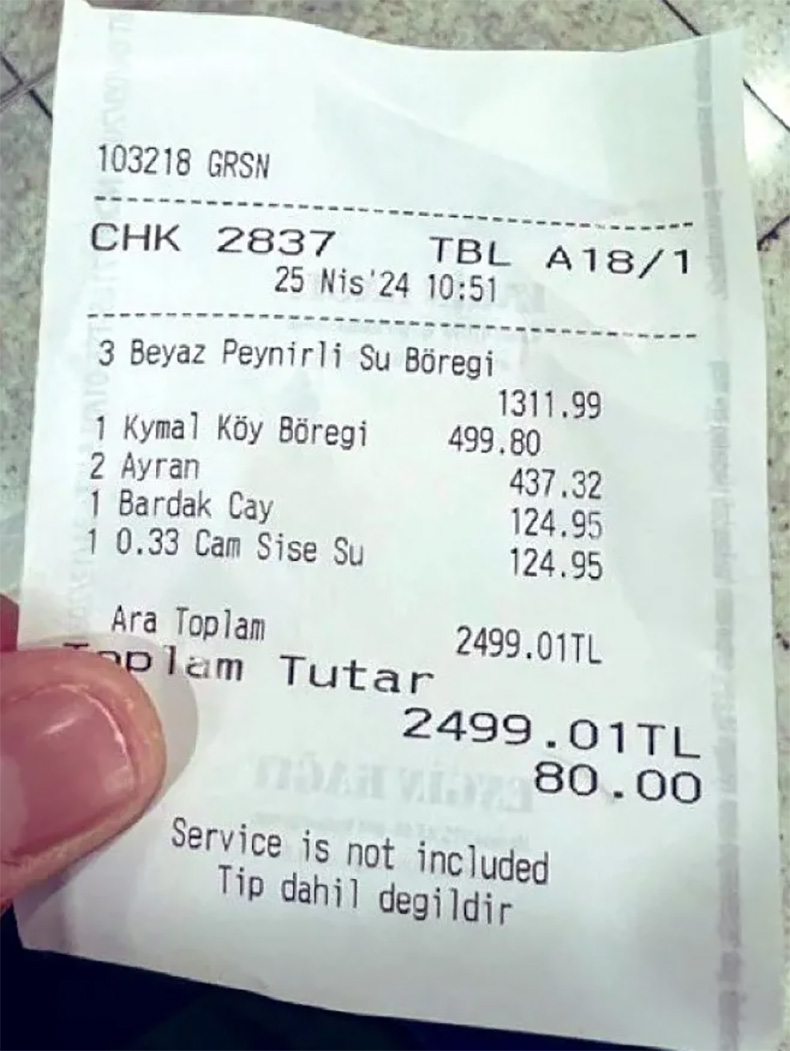 103218 GRSN
CHK 2837 TBL A18/1
25 Nis'24 10:51
3 Beyaz Peynirli Su Böregi
1311.99
1 Kymal Köy Böregi 499.80
2 Ayran 437.32
1 Bardak Cay 124.95
1 0.33 Cam Sise Su 124.95
Ara Toplam 2499.01TL
Toplam Tutar
2499.01TL
80.00
Service is not included
Tip dahil degildir